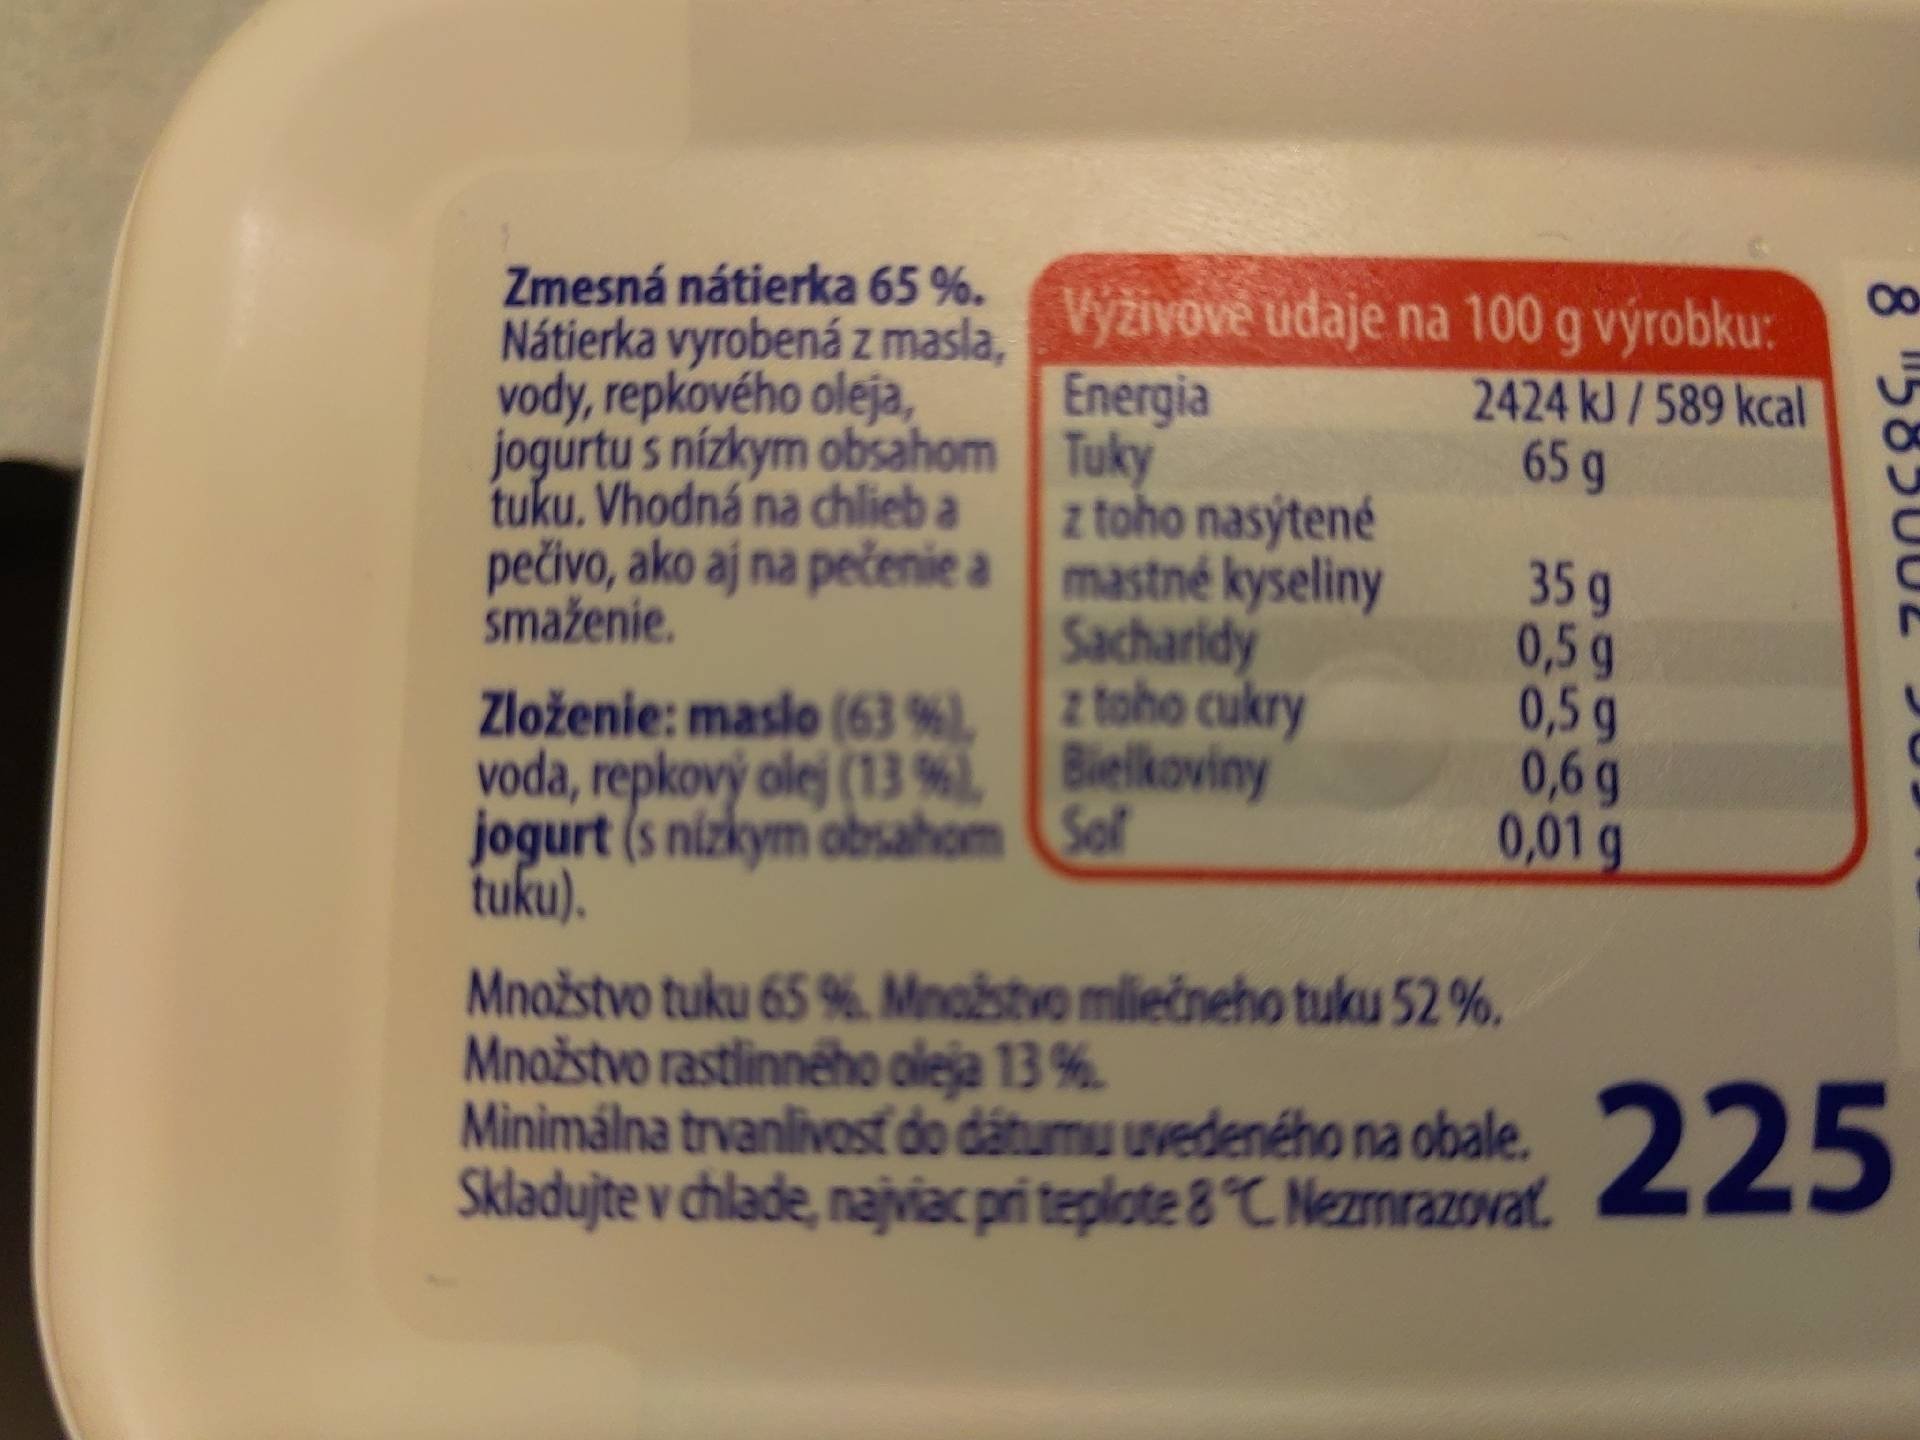 Zmesná nátierka 65 %.
Nátierka vyrobená z masla,
vody, repkového oleja,
jogurtu s nízkym obsahom
tuku. Vhodná na chlieb a
pečivo, ako aj na pečenie a
smaženie.
Zloženie: maslo (63 %),
voda, repkový olej (13 %),
jogurt (s nízkym obsahom
tuku).
Výživové údaje na 100 g výrobku:
Energia 2424 kJ / 589 kcal
Tuky 65 g
z toho nasýtené
mastné kyseliny 35 g
Sacharidy 0,5 g
z toho cukry 0,5 g
Bielkoviny 0,6 g
Soľ 0,01 g
Množstvo tuku 65 %. Množstvo mliečneho tuku 52 %.
Množstvo rastlinného oleja 13 %.
Minimálna trvanlivosť do dátumu uvedeného na obale.
Skladujte v chlade, najviac pri teplote 8 °C. Nezmrazovať.
225